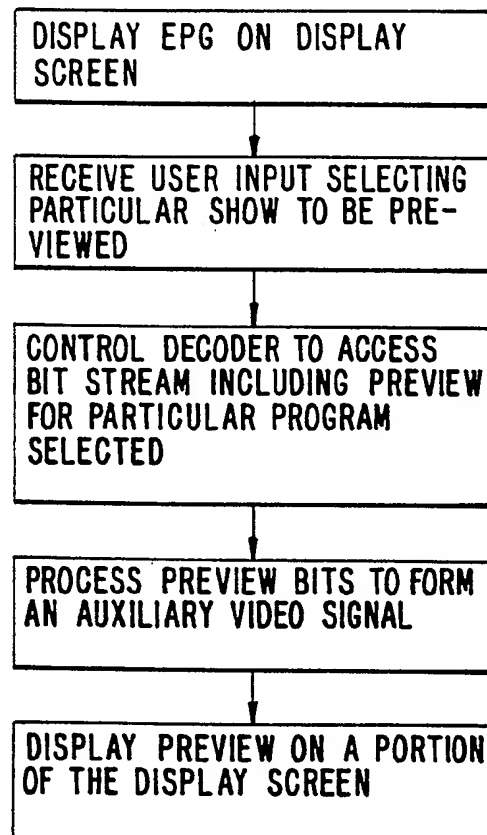 DISPLAY EPG ON DISPLAY
SCREEN
RECEIVE USER INPUT SELECTING
PARTICULAR SHOW TO BE PRE-
VIEWED
CONTROL DECODER TO ACCESS
BIT STREAM INCLUDING PREVIEW
FOR PARTICULAR PROGRAM
SELECTED
PROCESS PREVIEW BITS TO FORM
AN AUXILIARY VIDEO SIGNAL
DISPLAY PREVIEW ON A PORTION
OF THE DISPLAY SCREEN